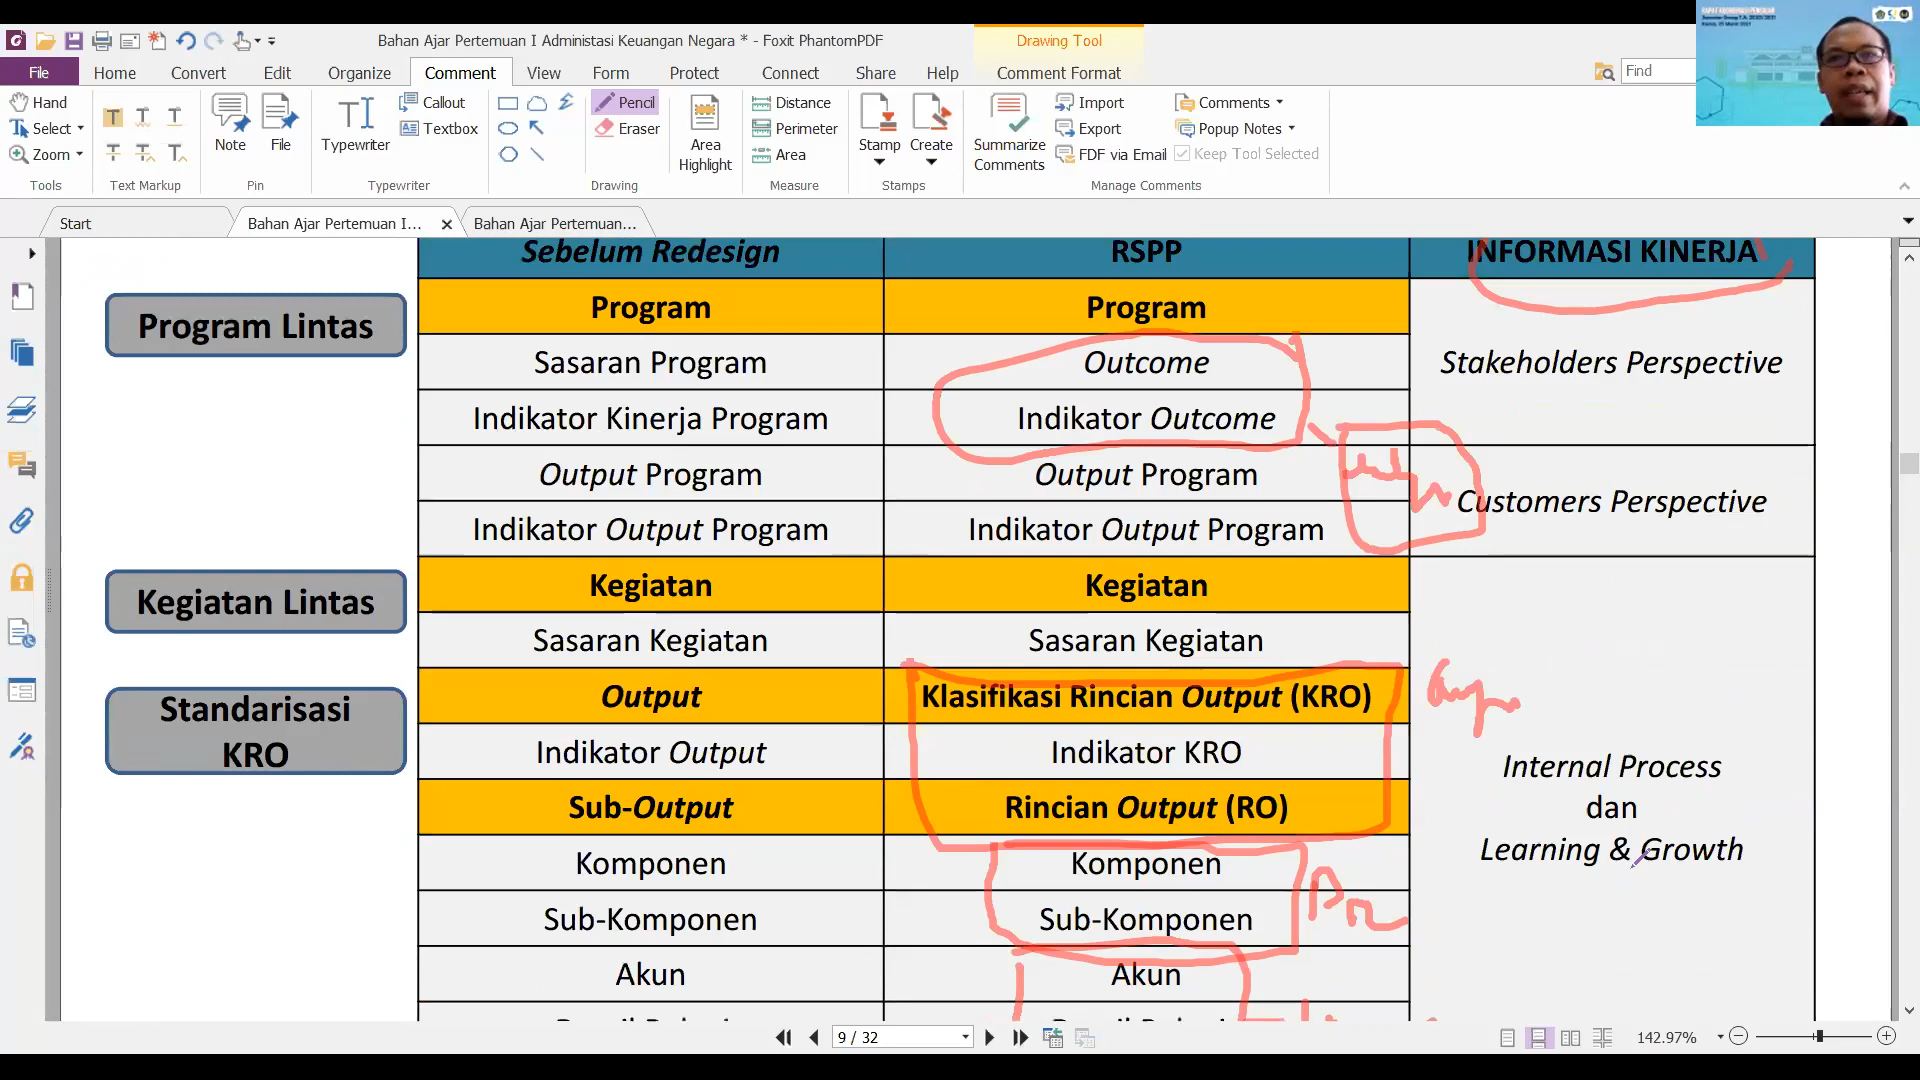 Bahan Ajar Pertemuan I Administasi Keuangan Negara * - Foxit PhantomPDF
Drawing Tool
File Home Convert Edit Organize Comment View Form Protect Connect Share Help Comment Format
Find
Hand
Select
Zoom
Tools
Text Markup
Note
File
Pin
Typewriter
Typewriter
Callout
Textbox
Pencil
Eraser
Drawing
Area Highlight
Distance
Perimeter
Area
Measure
Stamp
Create
Stamps
Summarize Comments
Import
Export
FDF via Email
Comments
Popup Notes
Keep Tool Selected
Manage Comments
Start
Bahan Ajar Pertemuan I...
Bahan Ajar Pertemuan...
Sebelum Redesign RSPP INFORMASI KINERJA
Program Lintas
Program Program
Sasaran Program Outcome Stakeholders Perspective
Indikator Kinerja Program Indikator Outcome
Output Program Output Program
Customers Perspective
Indikator Output Program Indikator Output Program
Kegiatan Lintas
Kegiatan Kegiatan
Sasaran Kegiatan Sasaran Kegiatan
Standarisasi
KRO
Output Klasifikasi Rincian Output (KRO)
Indikator Output Indikator KRO
Sub-Output Rincian Output (RO)
Komponen Komponen
Sub-Komponen Sub-Komponen
Akun Akun
Internal Process
dan
Learning & Growth
9 / 32
142.97%